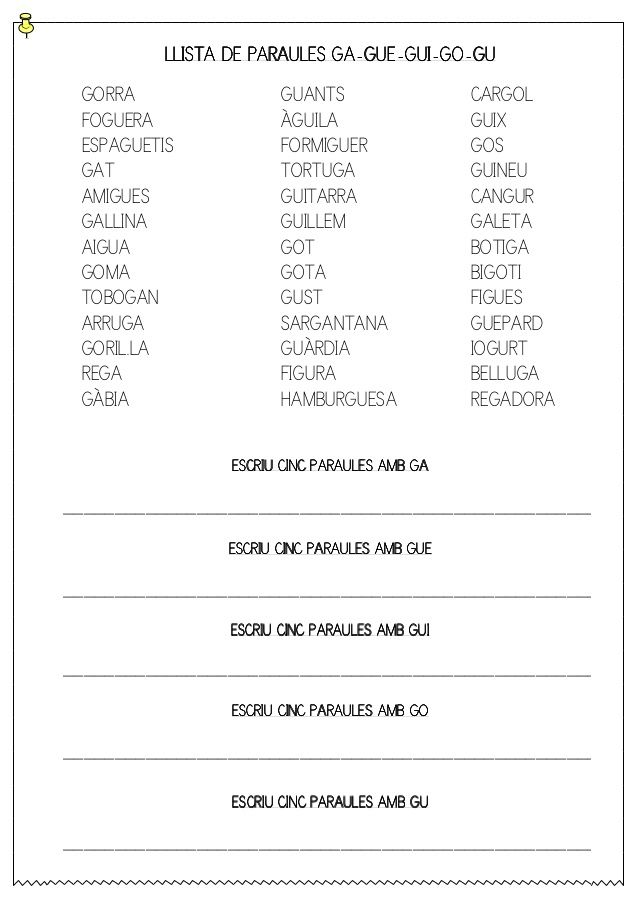 LLISTA DE PARAULES GA-GUE-GUI-GO-GU
GORRA GUANTS CARGOL
FOGUERA ÀGUILA GUIX
ESPAGUETIS FORMIGUER GOS
GAT TORTUGA GUINEU
AMIGUES GUITARRA CANGUR
GALLINA GUILLEM GALETA
AIGUA GOT BOTIGA
GOMA GOTA BIGOTI
TOBOGAN GUST FIGUES
ARRUGA SARGANTANA GUEPARD
GORIL.LA GUÀRDIA IOGURT
REGA FIGURA BELLUGA
GÀBIA HAMBURGUESA REGADORA
ESCRIU CINC PARAULES AMB GA
ESCRIU CINC PARAULES AMB GUE
ESCRIU CINC PARAULES AMB GUI
ESCRIU CINC PARAULES AMB GO
ESCRIU CINC PARAULES AMB GU